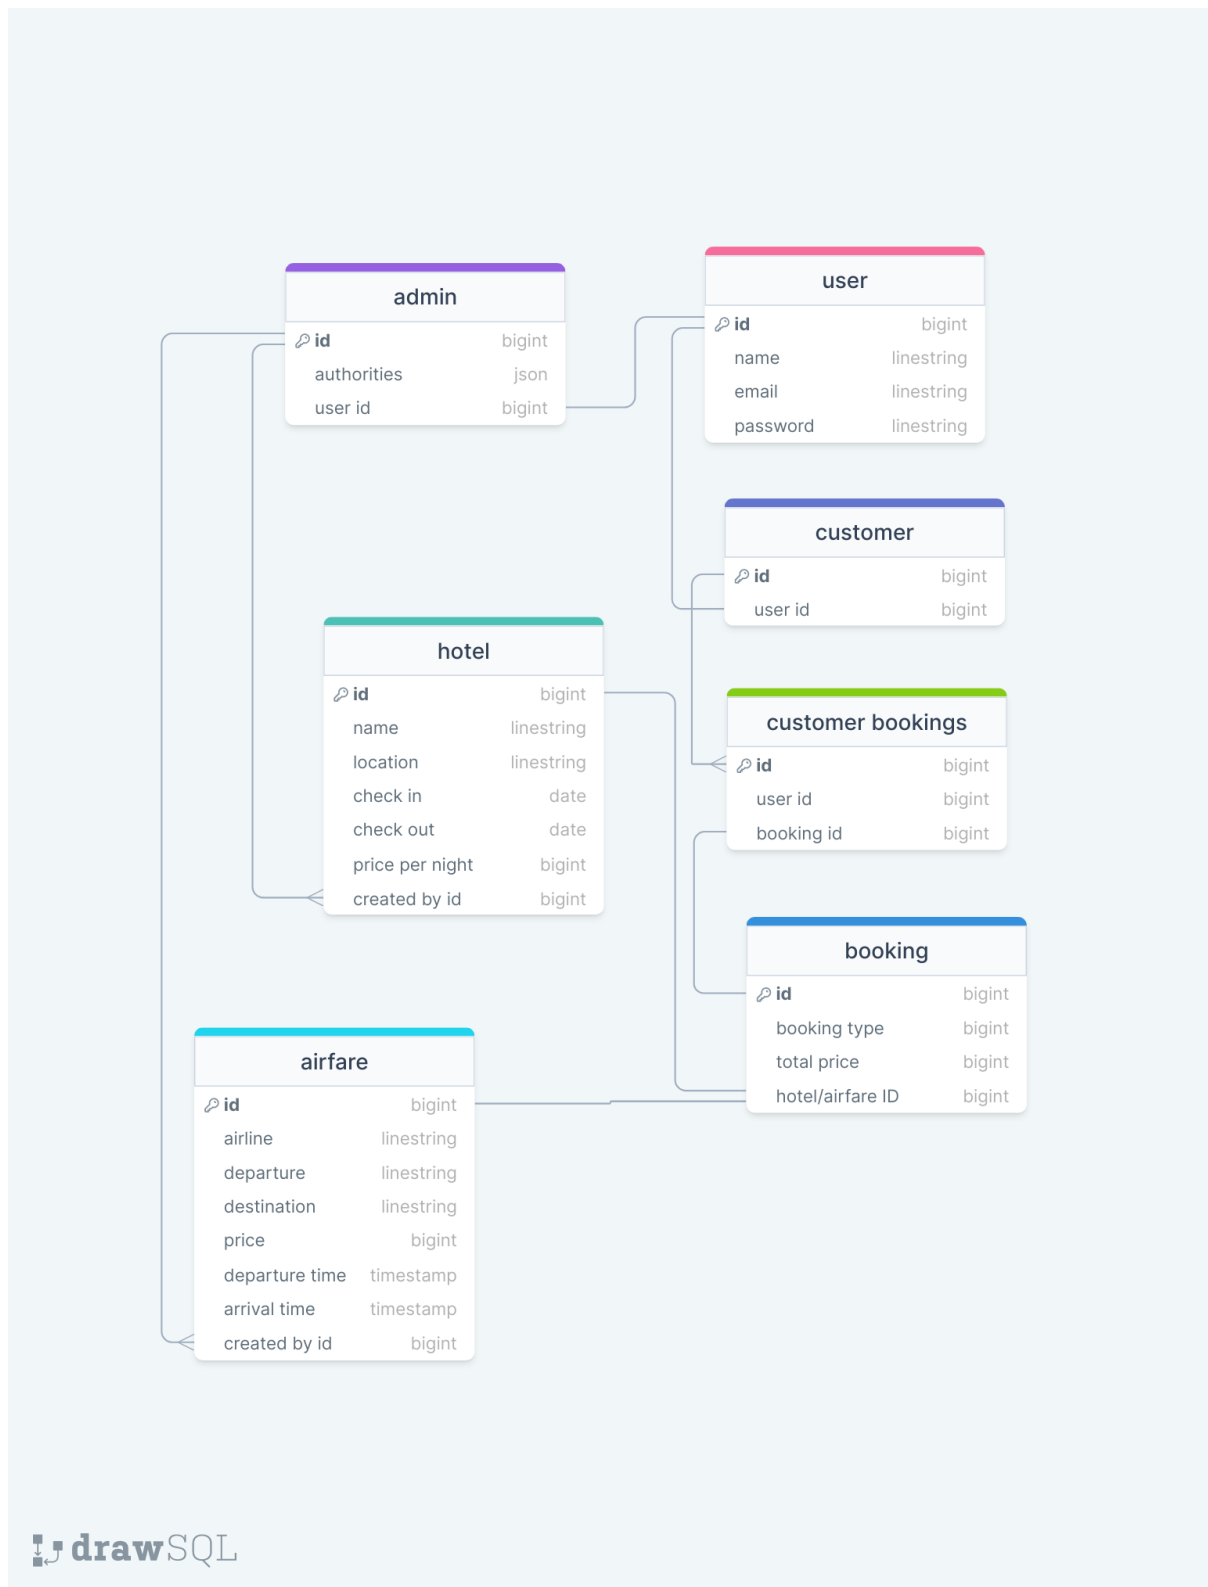 admin
id bigint
authorities json
user id bigint
user
id bigint
name linestring
email linestring
password linestring
customer
id bigint
user id bigint
hotel
id bigint
name linestring
location linestring
check in date
check out date
price per night bigint
created by id bigint
customer bookings
id bigint
user id bigint
booking id bigint
booking
id bigint
booking type bigint
total price bigint
hotel/airfare ID bigint
airfare
id bigint
airline linestring
departure linestring
destination linestring
price bigint
departure time timestamp
arrival time timestamp
created by id bigint
drawSQL